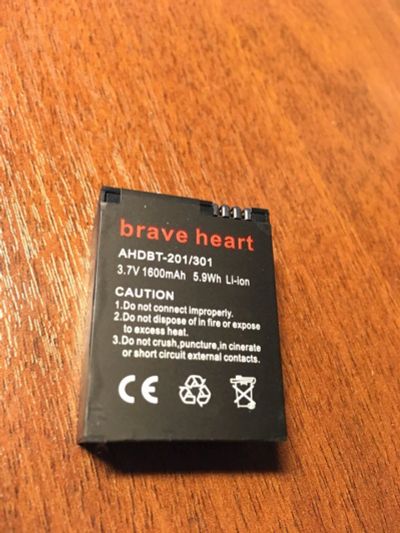 brave heart
AHDBT-201/301
3.7V 1600mAh 5.9Wh Li-ion
CAUTION
1.Do not connect improperly.
2.Do not dispose of in fire or expose
to excess heat.
3.Do not crush,puncture,in cinerate
or short circuit external contacts.
CE